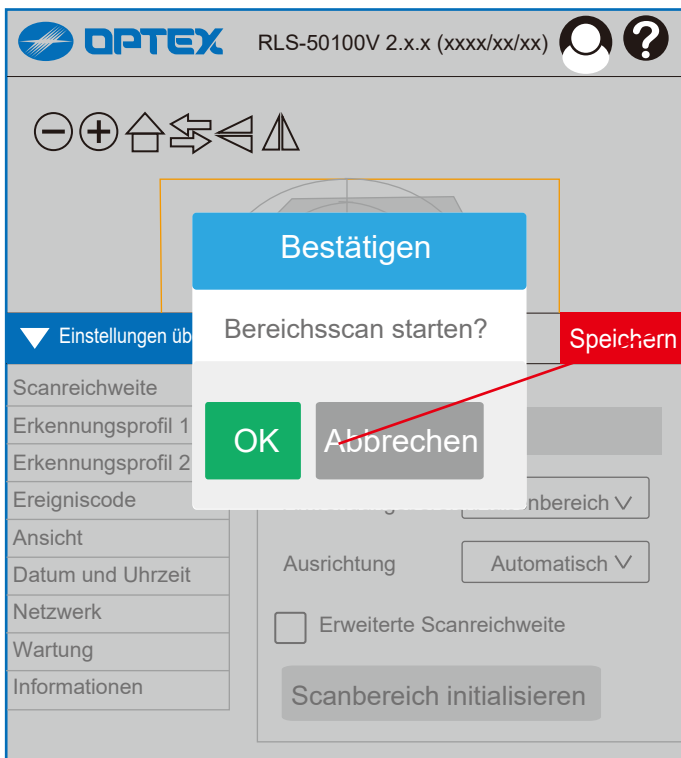 OPTEX RLS-50100V 2.x.x (xxxx/xx/xx)
Bestätigen
Bereichsscan starten?
OK Abbrechen
Einstellungen üb
Speichern
Scanreichweite
Erkennungsprofil 1
Erkennungsprofil 2
Ereigniscode
Ansicht
Datum und Uhrzeit
Netzwerk
Wartung
Informationen
nbereich
Ausrichtung Automatisch
Erweiterte Scanreichweite
Scanbereich initialisieren